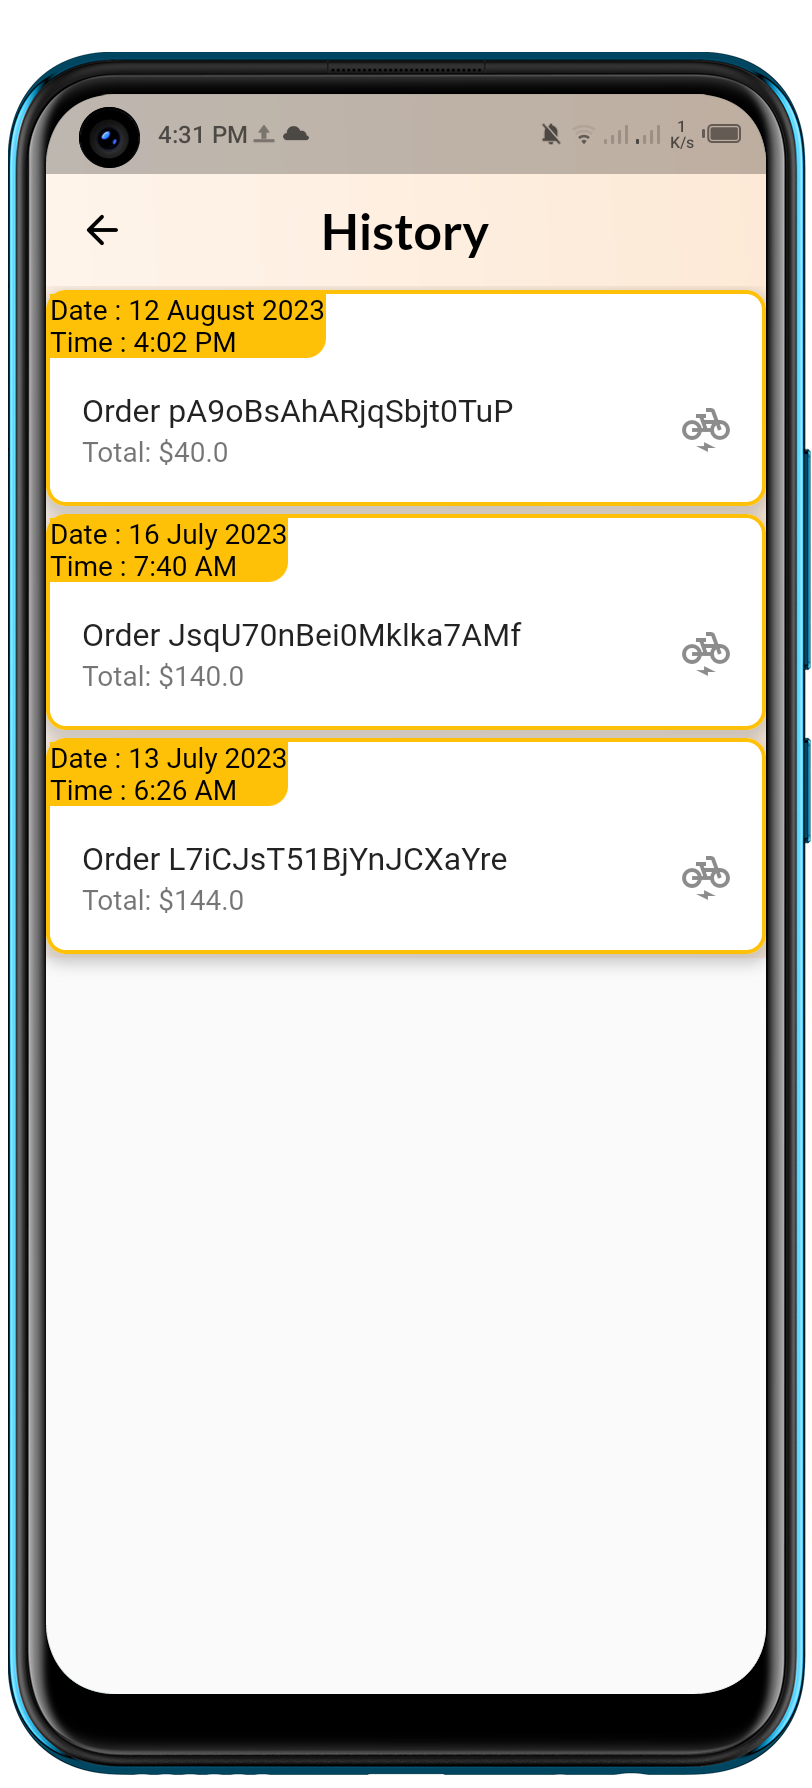 4:31 PM
1
K/s
History
Date : 12 August 2023
Time : 4:02 PM
Order pA9oBsAhARjqSbjt0TuP
Total: $40.0
Date : 16 July 2023
Time : 7:40 AM
Order JsqU70nBei0Mklka7AMf
Total: $140.0
Date : 13 July 2023
Time : 6:26 AM
Order L7iCJsT51BjYnJCXaYre
Total: $144.0